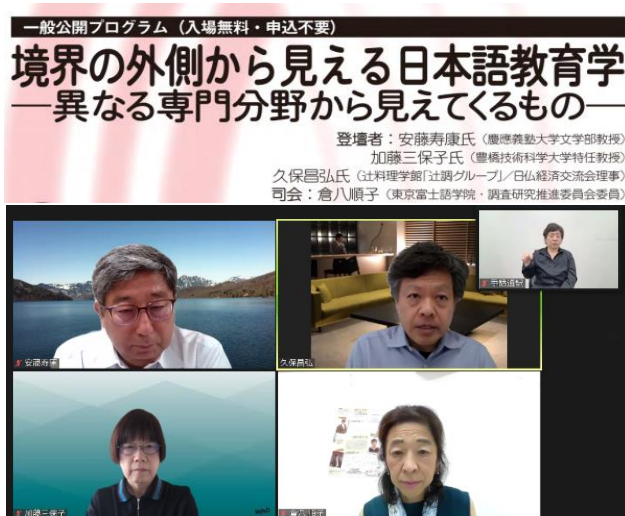 一般公開プログラム（入場無料・申込不要）
境界の外側から見える日本語教育学
―異なる専門分野から見えてくるもの―
登壇者：安藤寿康氏（慶應義塾大学文学部教授）
加藤三保子氏（豊橋技術科学大学特任教授）
久保昌弘氏（辻料理学館「辻調グループ」／日仏経済交流会理事）
司会：倉八順子（東京富士語学院・調査研究推進委員会委員）
安藤寿康
久保昌弘
加藤三保子
倉八順子